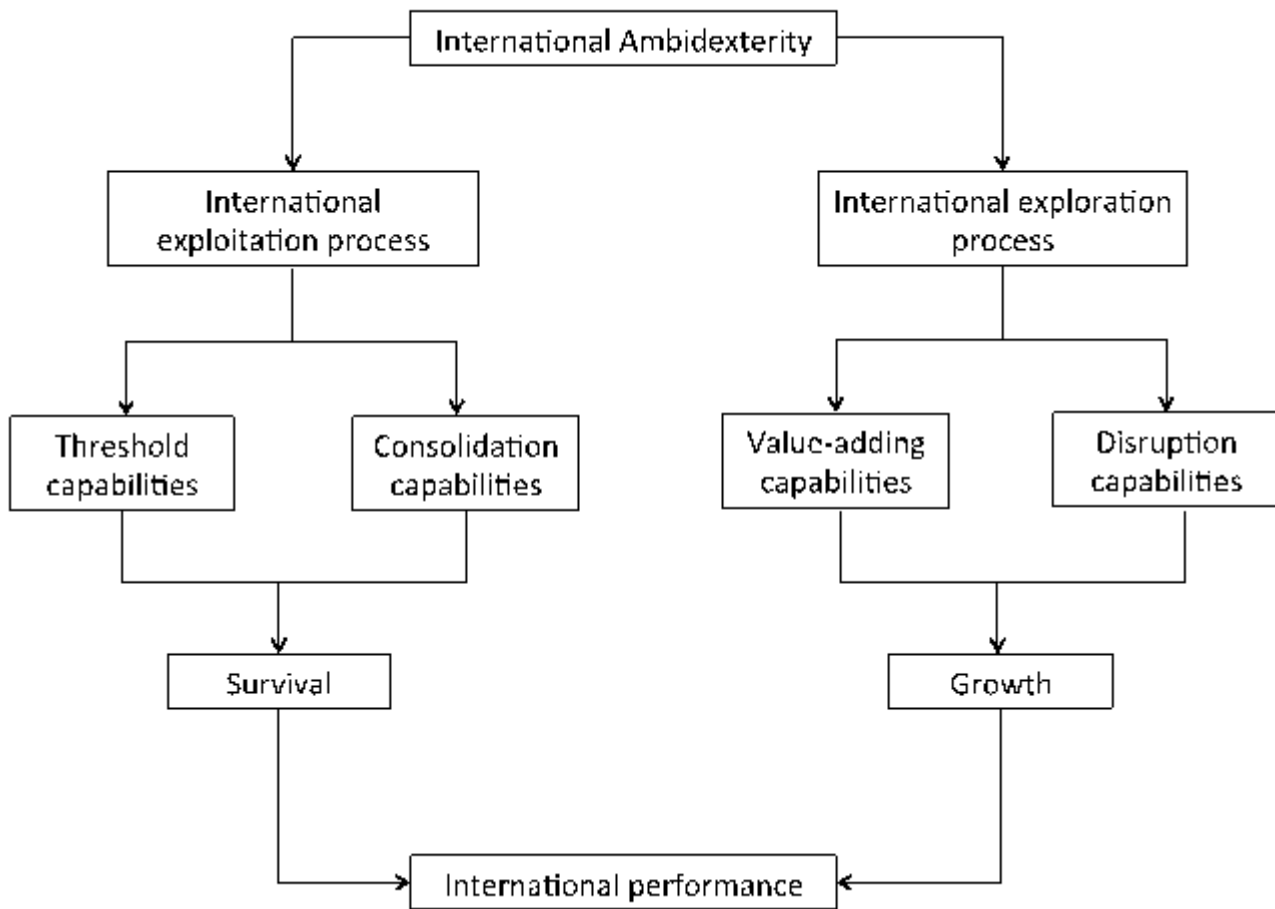 International Ambidexterity
International
exploitation process
International exploration
process
Threshold
capabilities
Consolidation
capabilities
Value-adding
capabilities
Disruption
capabilities
Survival
Growth
International performance